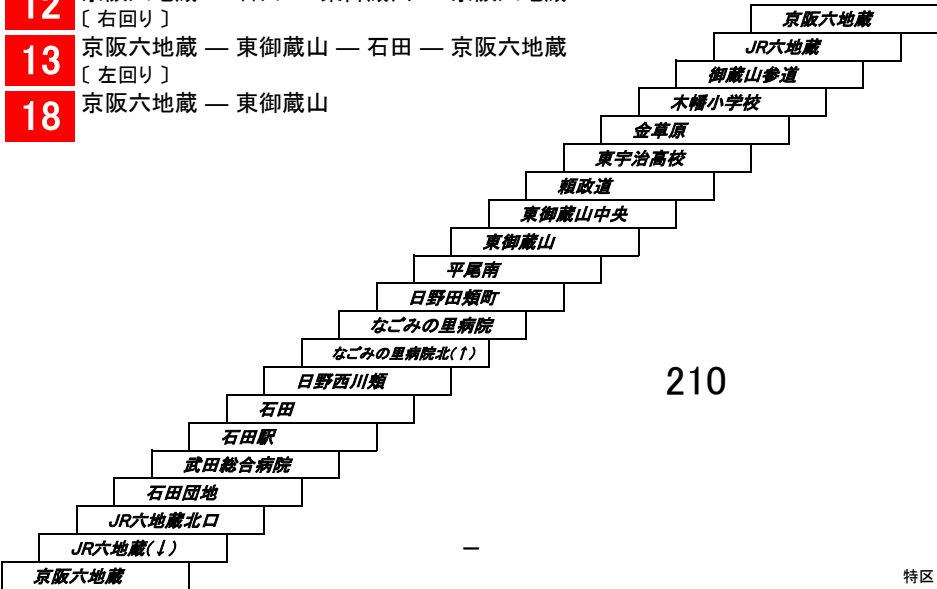 12
〔 右回り 〕
13 京阪六地蔵 ― 東御蔵山 ― 石田 ― 京阪六地蔵
〔 左回り 〕
18 京阪六地蔵 ― 東御蔵山
京阪六地蔵
JR六地蔵
御蔵山参道
木幡小学校
金草原
東宇治高校
頼政道
東御蔵山中央
東御蔵山
平尾南
日野田頬町
なごみの里病院
なごみの里病院北(↑)
日野西川頬
石田
石田駅
武田総合病院
石田団地
JR六地蔵北口
JR六地蔵(↓)
京阪六地蔵
210
－
特区